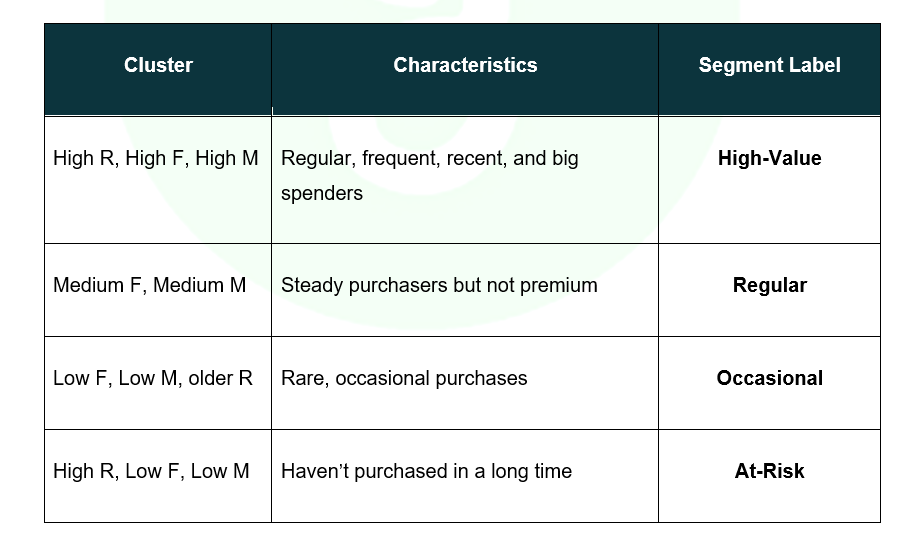 Cluster Characteristics Segment Label
High R, High F, High M Regular, frequent, recent, and big High-Value
spenders
Medium F, Medium M Steady purchasers but not premium Regular
Low F, Low M, older R Rare, occasional purchases Occasional
High R, Low F, Low M Haven’t purchased in a long time At-Risk